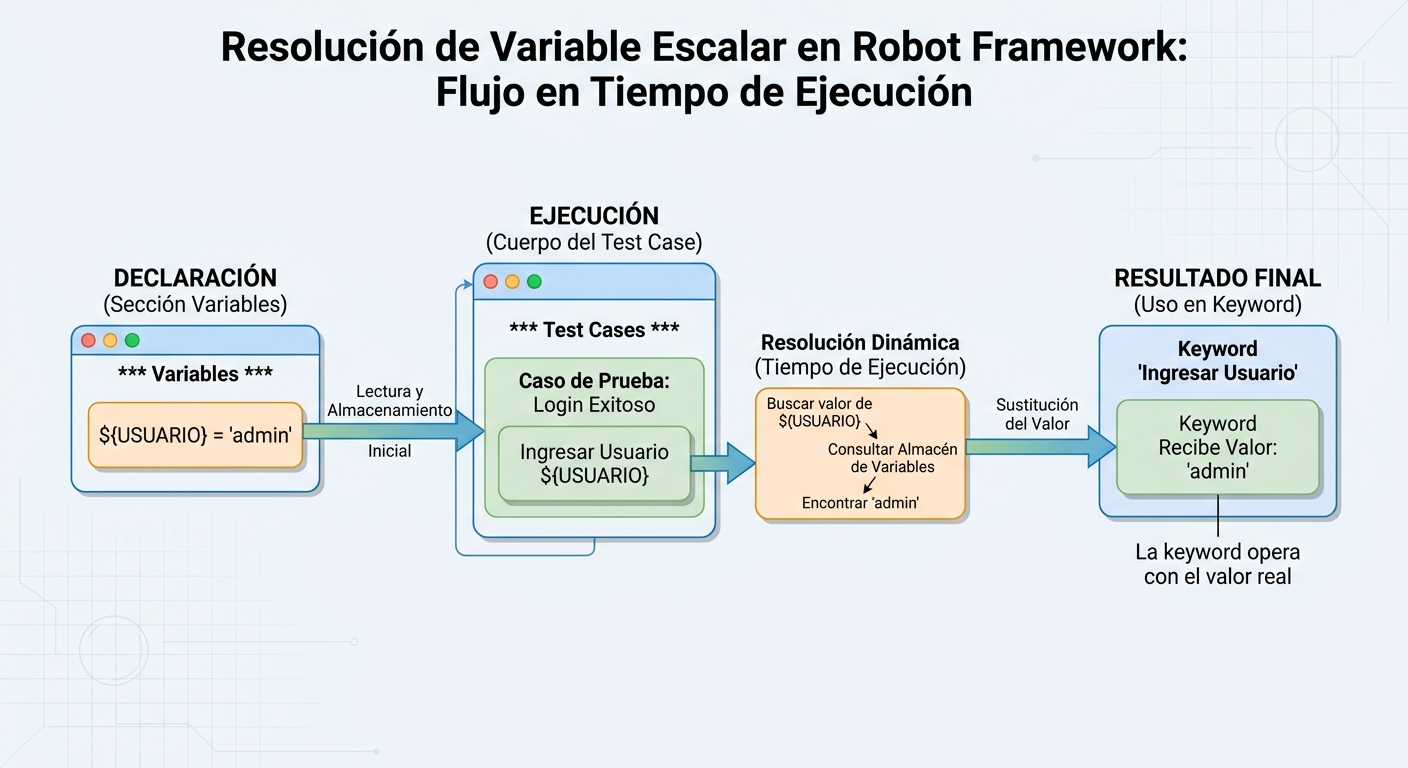 Resolución de Variable Escalar en Robot Framework:
Flujo en Tiempo de Ejecución
DECLARACIÓN
(Sección Variables)
*** Variables ***
${USUARIO} = 'admin'
Lectura y
Almacenamiento
Inicial
EJECUCIÓN
(Cuerpo del Test Case)
*** Test Cases ***
Caso de Prueba:
Login Exitoso
Ingresar Usuario
${USUARIO}
Resolución Dinámica
(Tiempo de Ejecución)
Buscar valor de
${USUARIO}
Consultar Almacén
de Variables
Encontrar 'admin'
Sustitución
del Valor
RESULTADO FINAL
(Uso en Keyword)
Keyword
'Ingresar Usuario'
Keyword
Recibe Valor:
'admin'
La keyword opera
con el valor real